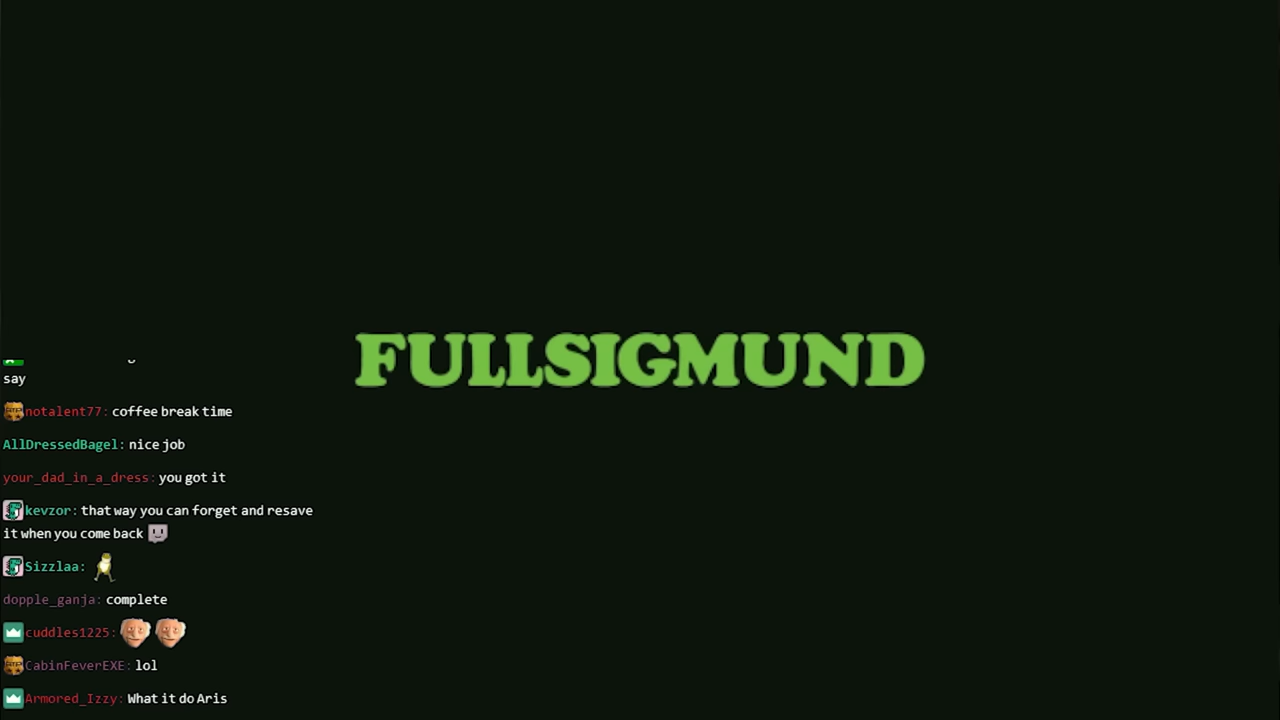 FULLSIGMUND
say
notalent77: coffee break time
AllDressedBagel: nice job
your_dad_in_a_dress: you got it
kevzor: that way you can forget and resave
it when you come back
Sizzlaa:
dopple_ganja: complete
cuddles1225:
CabinFeverEXE: lol
Armored_Izzy: What it do Aris